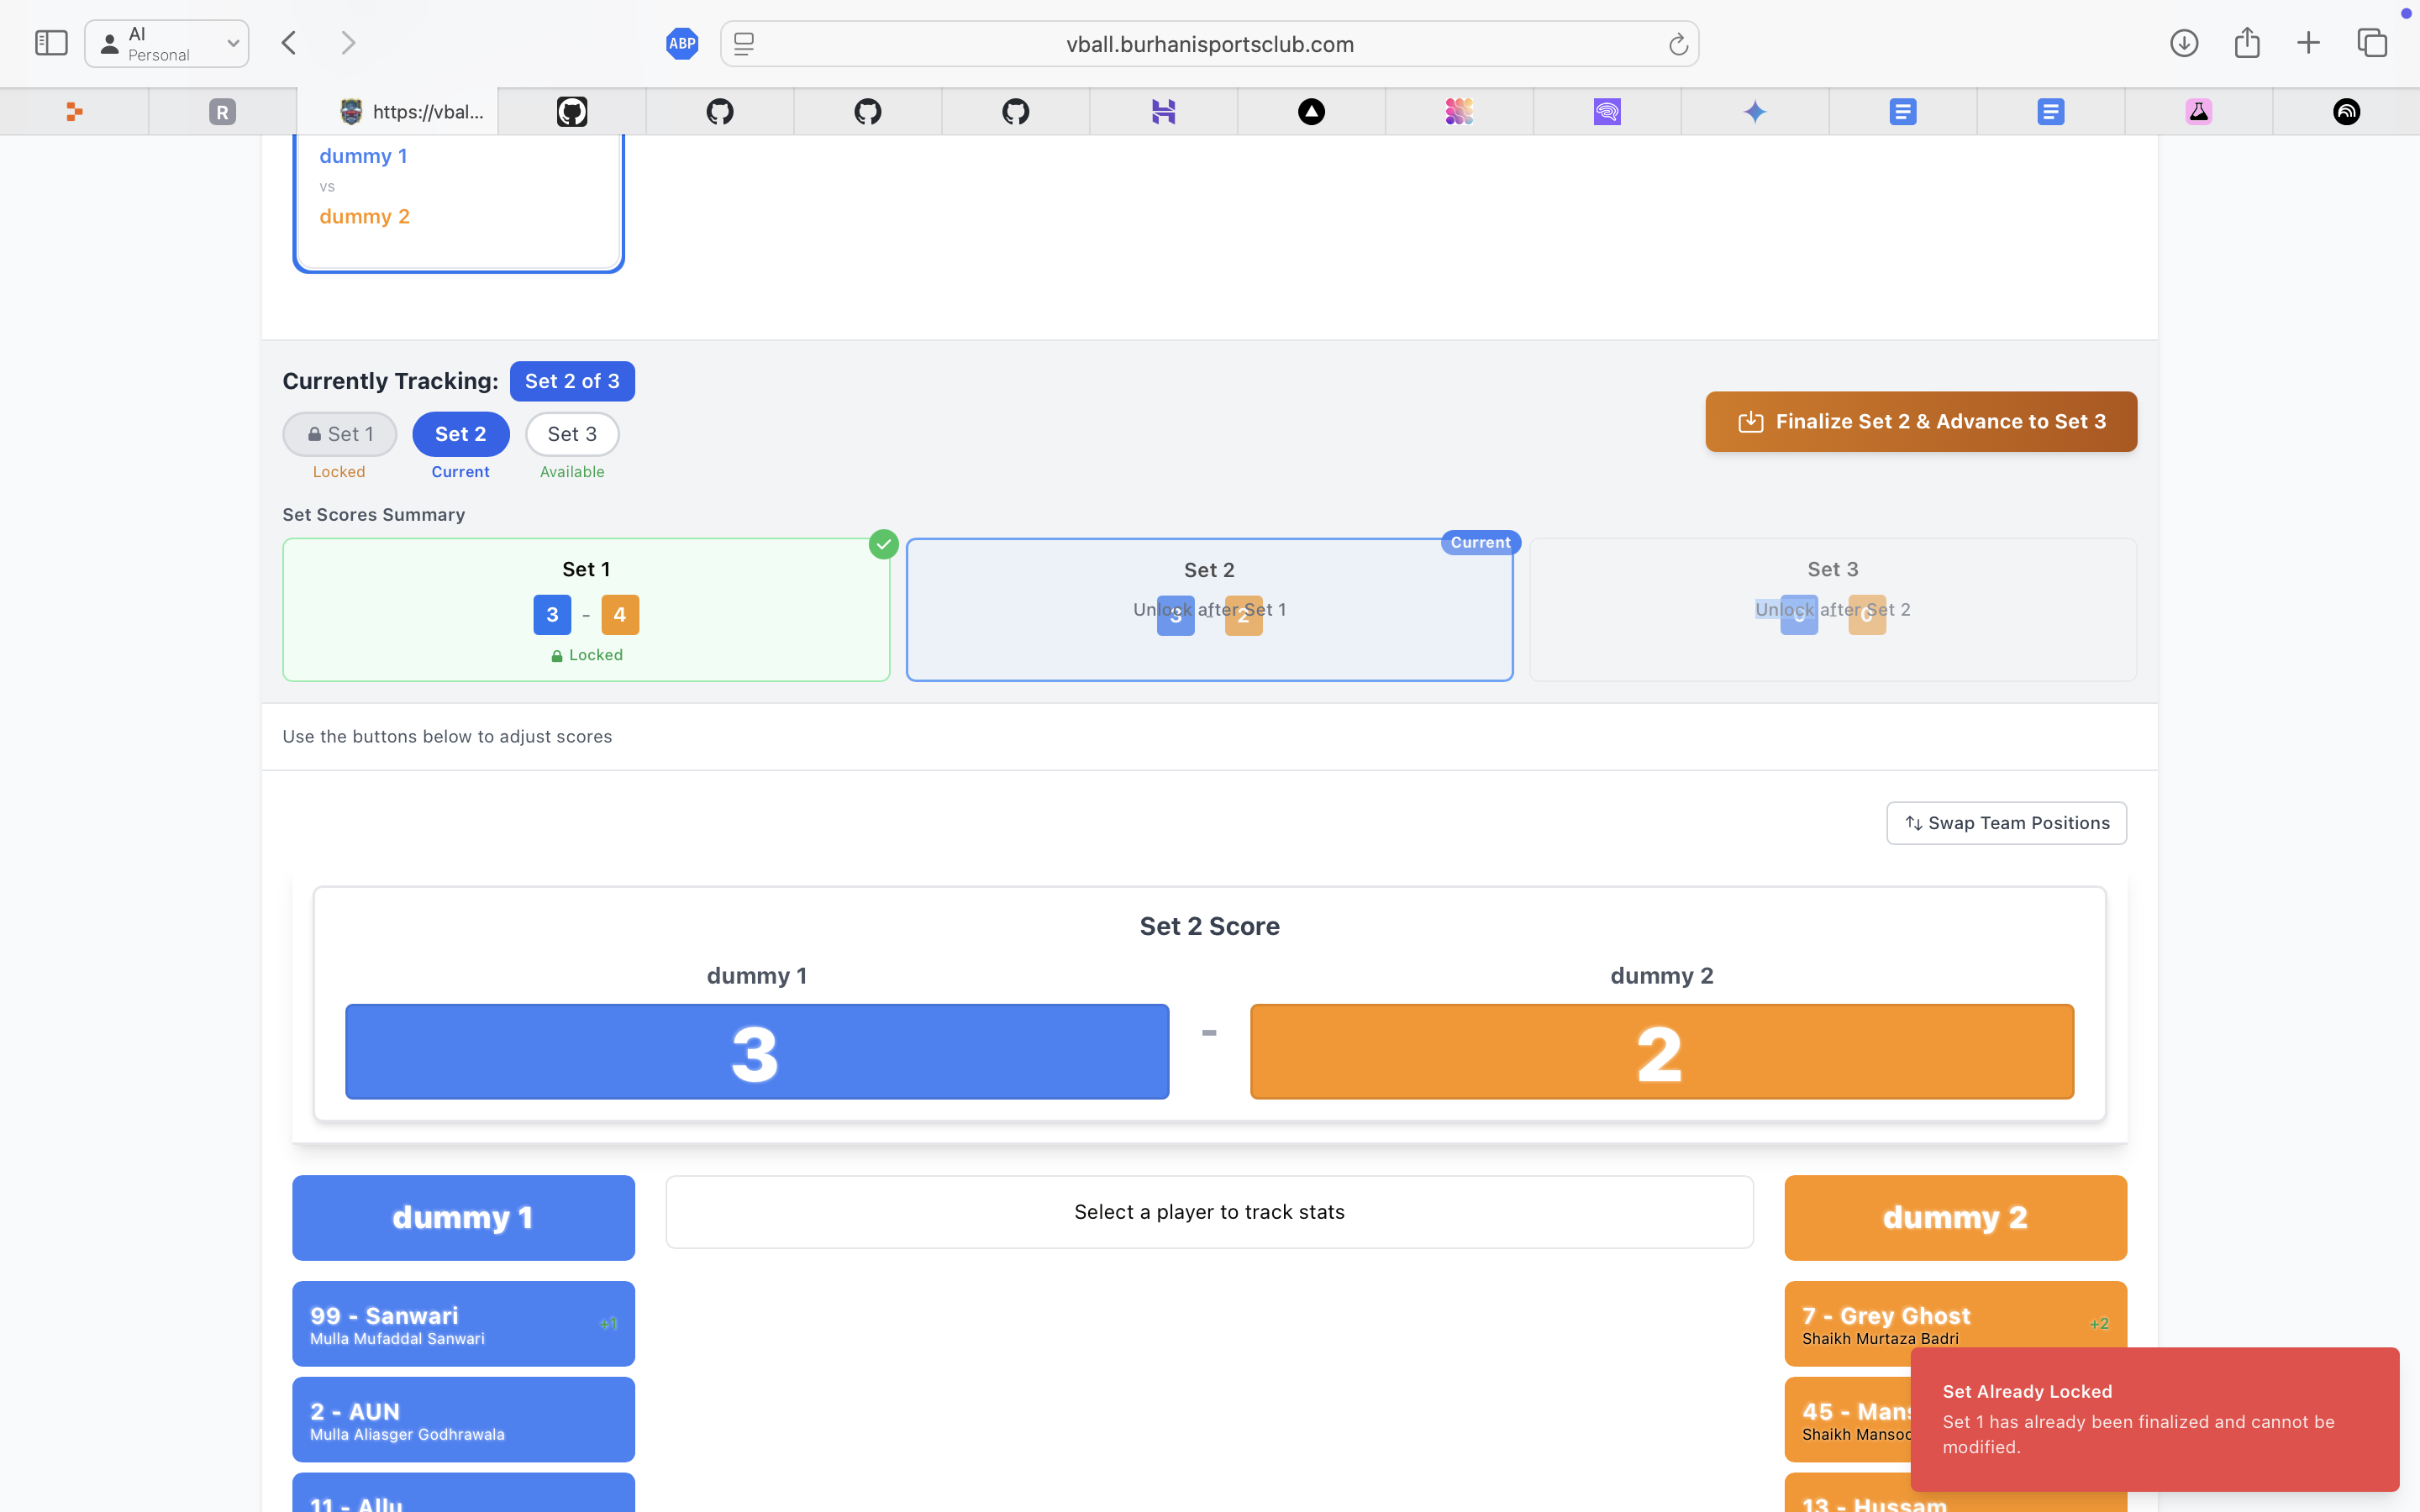 AI
Personal
ABP
vball.burhanisportsclub.com
R
https://vbal...
dummy 1
vs
dummy 2
Currently Tracking:
Set 2 of 3
Set 1
Set 2
Set 3
Locked
Current
Available
Finalize Set 2 & Advance to Set 3
Set Scores Summary
Set 1
3 - 4
Locked
Current
Set 2
Unlock after Set 1
3 2
Set 3
Unlock after Set 2
0 0
Use the buttons below to adjust scores
Swap Team Positions
Set 2 Score
dummy 1
dummy 2
3 - 2
dummy 1
Select a player to track stats
dummy 2
99 - Sanwari
Mulla Mufaddal Sanwari
+1
2 - AUN
Mulla Aliasger Godhrawala
11 - Allu
7 - Grey Ghost
Shaikh Murtaza Badri
+2
45 - Mans
Shaikh Mansoo
13 - Hussam
Set Already Locked
Set 1 has already been finalized and cannot be
modified.